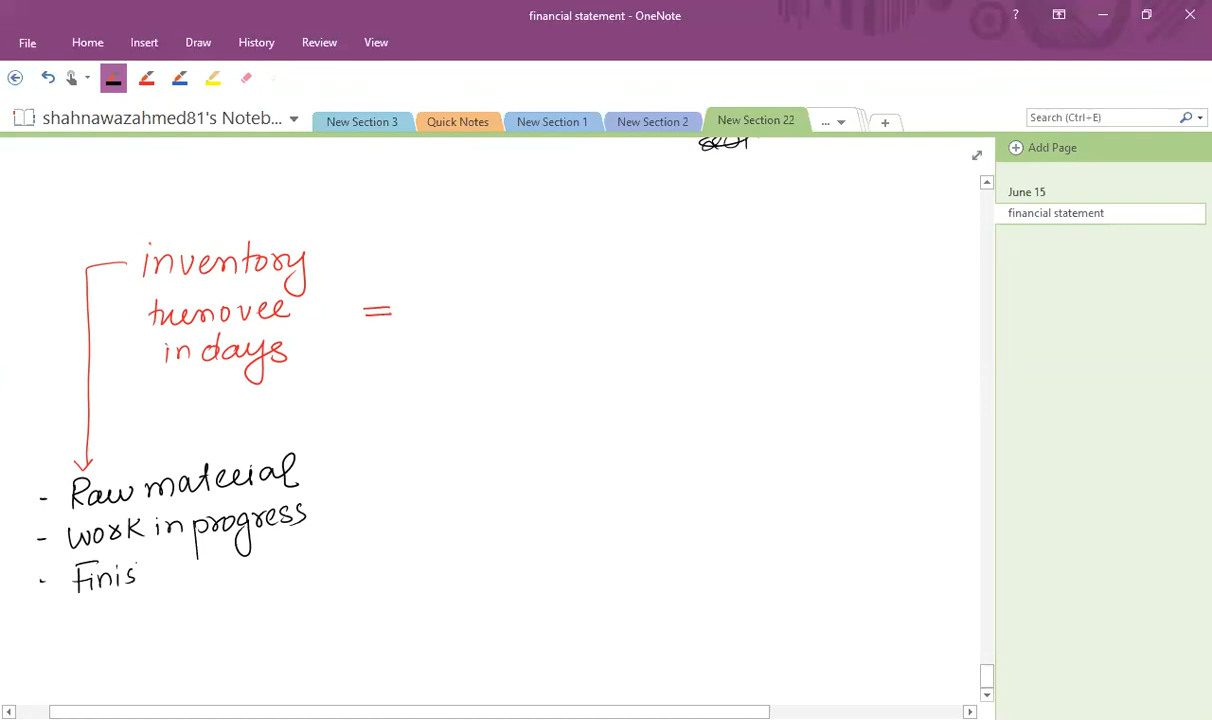 financial statement - OneNote
?
File Home Insert Draw History Review View
shahnawazahmed81's Noteb... New Section 3 Quick Notes New Section 1 New Section 2 New Section 22 ... + Search (Ctrl+E)
Add Page
June 15
financial statement
inventory
turnover =
in days
- Raw material
- work in progress
- Finis